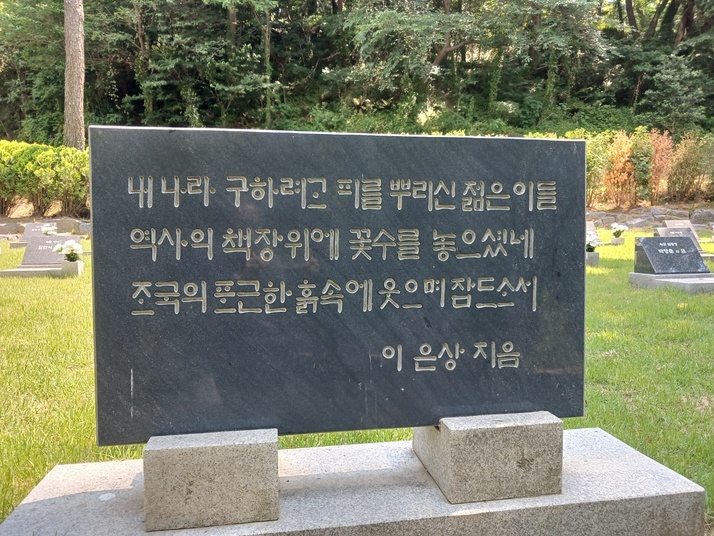 내 나라 구하려고 피를 뿌리신 젊은이들
역사의 책장위에 꽃수를 놓으셨네
조국의 포근한 흙속에 웃으며 잠드소서
이 은상 지음